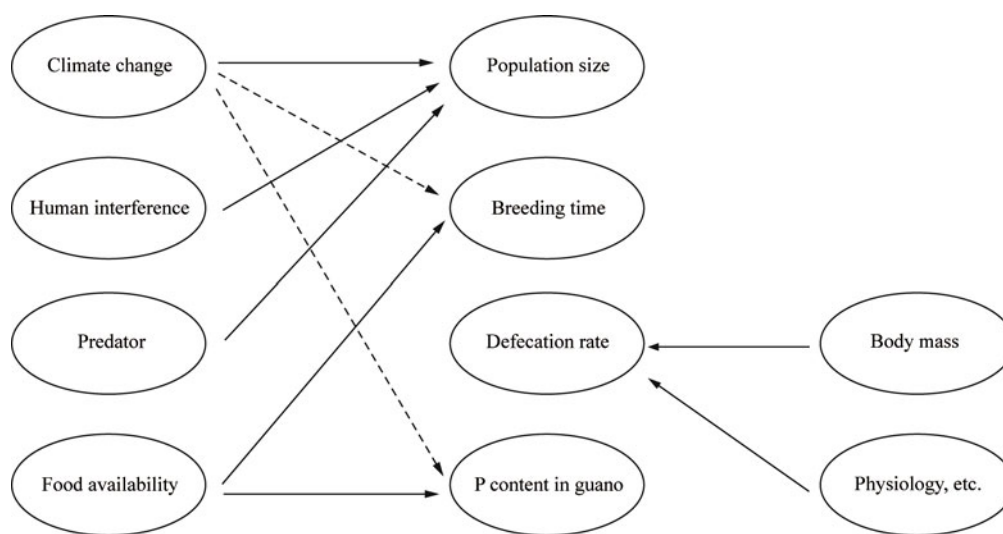 Climate change
Population size
Human interference
Breeding time
Predator
Defecation rate
Body mass
Food availability
P content in guano
Physiology, etc.